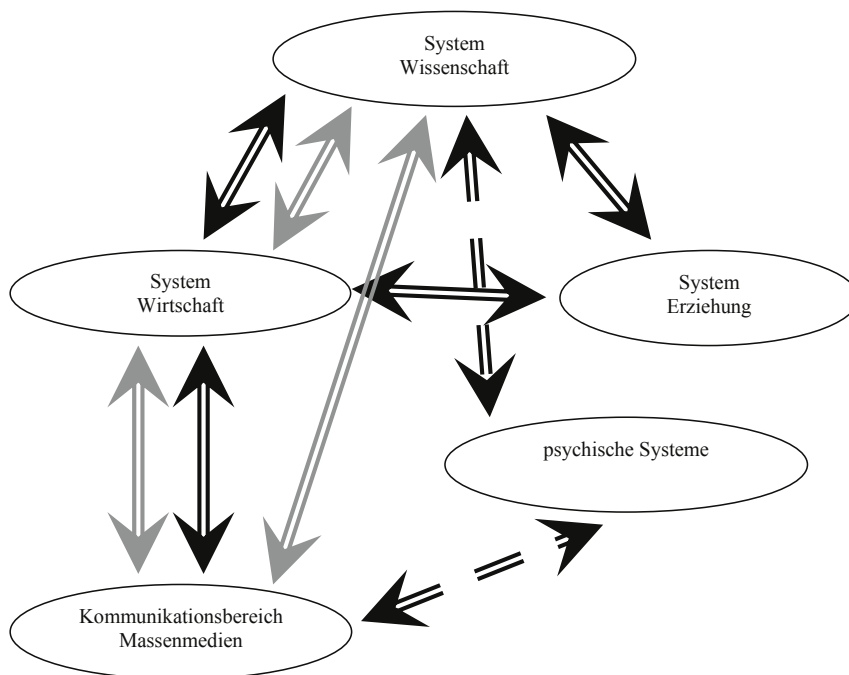 System
Wissenschaft
System
Wirtschaft
System
Erziehung
psychische Systeme
Kommunikationsbereich
Massenmedien